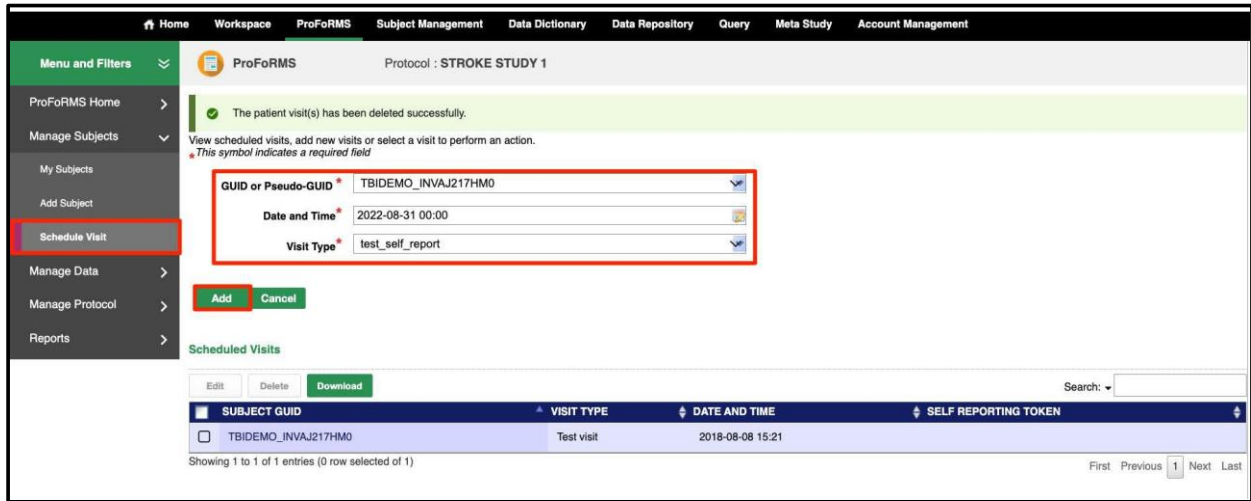 Home Workspace ProFoRMS Subject Management Data Dictionary Data Repository Query Meta Study Account Management
Menu and Filters
ProFoRMS Protocol : STROKE STUDY 1
ProFoRMS Home
The patient visit(s) has been deleted successfully.
Manage Subjects
View scheduled visits, add new visits or select a visit to perform an action.
*This symbol indicates a required field
My Subjects
GUID or Pseudo-GUID * TBIDEMO_INVAJ217HM0
Add Subject
Date and Time* 2022-08-31 00:00
Schedule Visit
Visit Type* test_self_report
Manage Data
Manage Protocol
Add Cancel
Reports
Scheduled Visits
Edit Delete Download Search:
SUBJECT GUID VISIT TYPE DATE AND TIME SELF REPORTING TOKEN
TBIDEMO_INVAJ217HM0 Test visit 2018-08-08 15:21
Showing 1 to 1 of 1 entries (0 row selected of 1) First Previous 1 Next Last